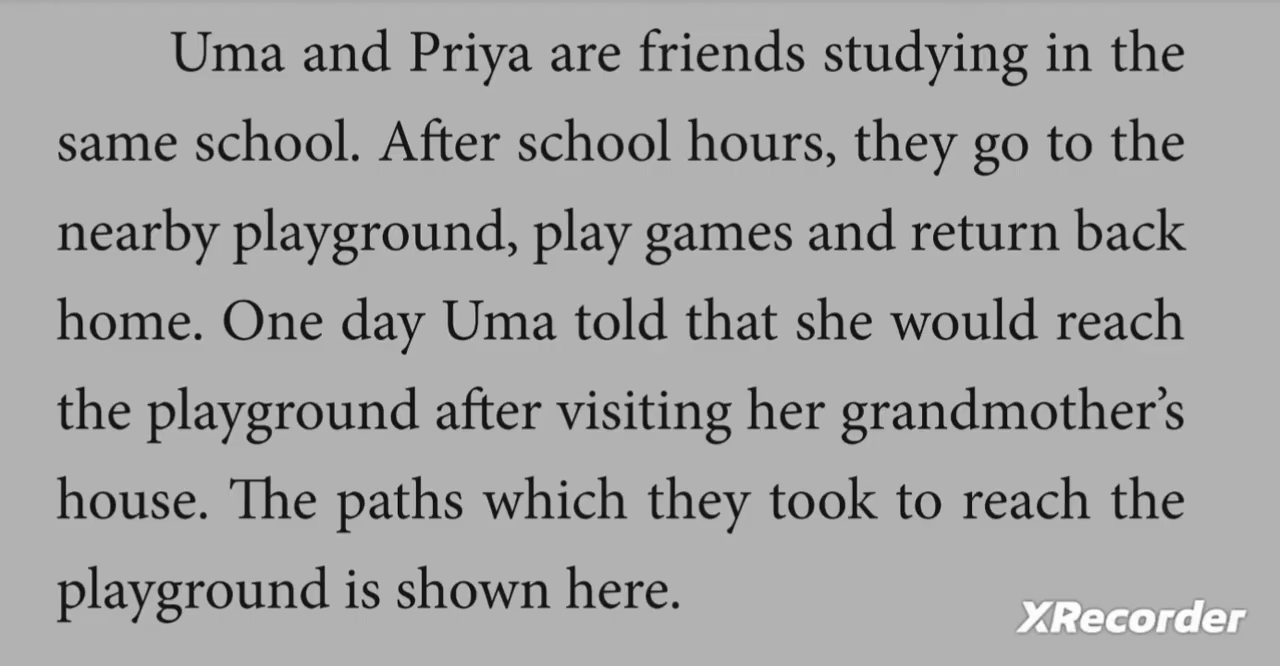 Uma and Priya are friends studying in the
same school. After school hours, they go to the
nearby playground, play games and return back
home. One day Uma told that she would reach
the playground after visiting her grandmother’s
house. The paths which they took to reach the
playground is shown here.
XRecorder